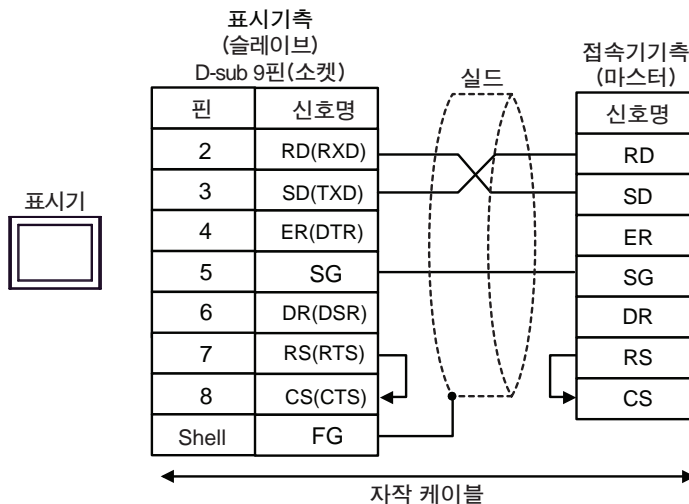 표시기측
(슬레이브)
D-sub 9핀(소켓)
접속기기측
(마스터)
실드
표시기
핀 신호명 신호명
2 RD(RXD) RD
3 SD(TXD) SD
4 ER(DTR) ER
5 SG SG
6 DR(DSR) DR
7 RS(RTS) RS
8 CS(CTS) CS
Shell FG
자작 케이블